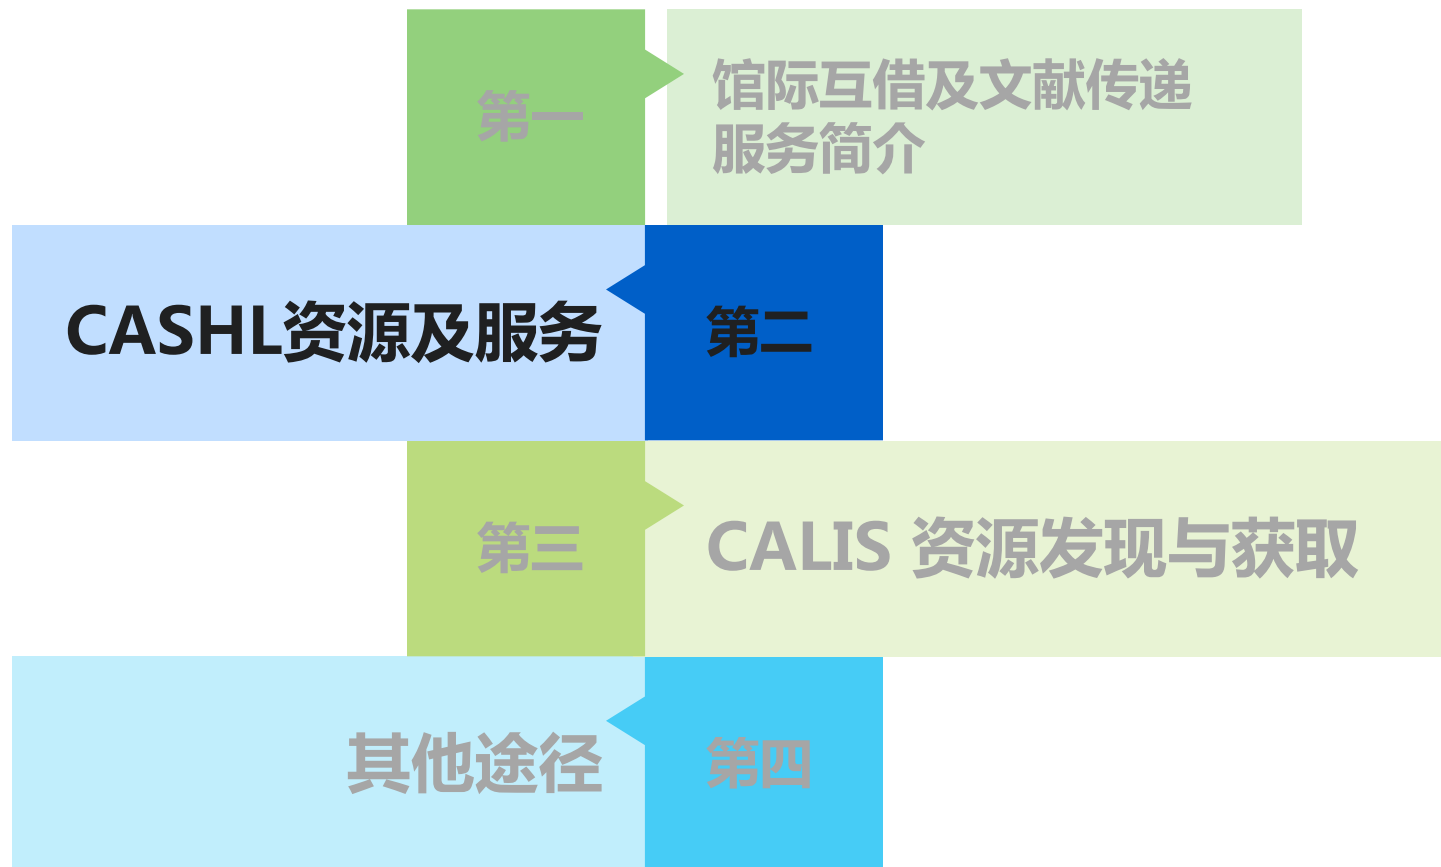 第一
馆际互借及文献传递
服务简介
CASHL资源及服务
第二
第三
CALIS 资源发现与获取
其他途径
第四